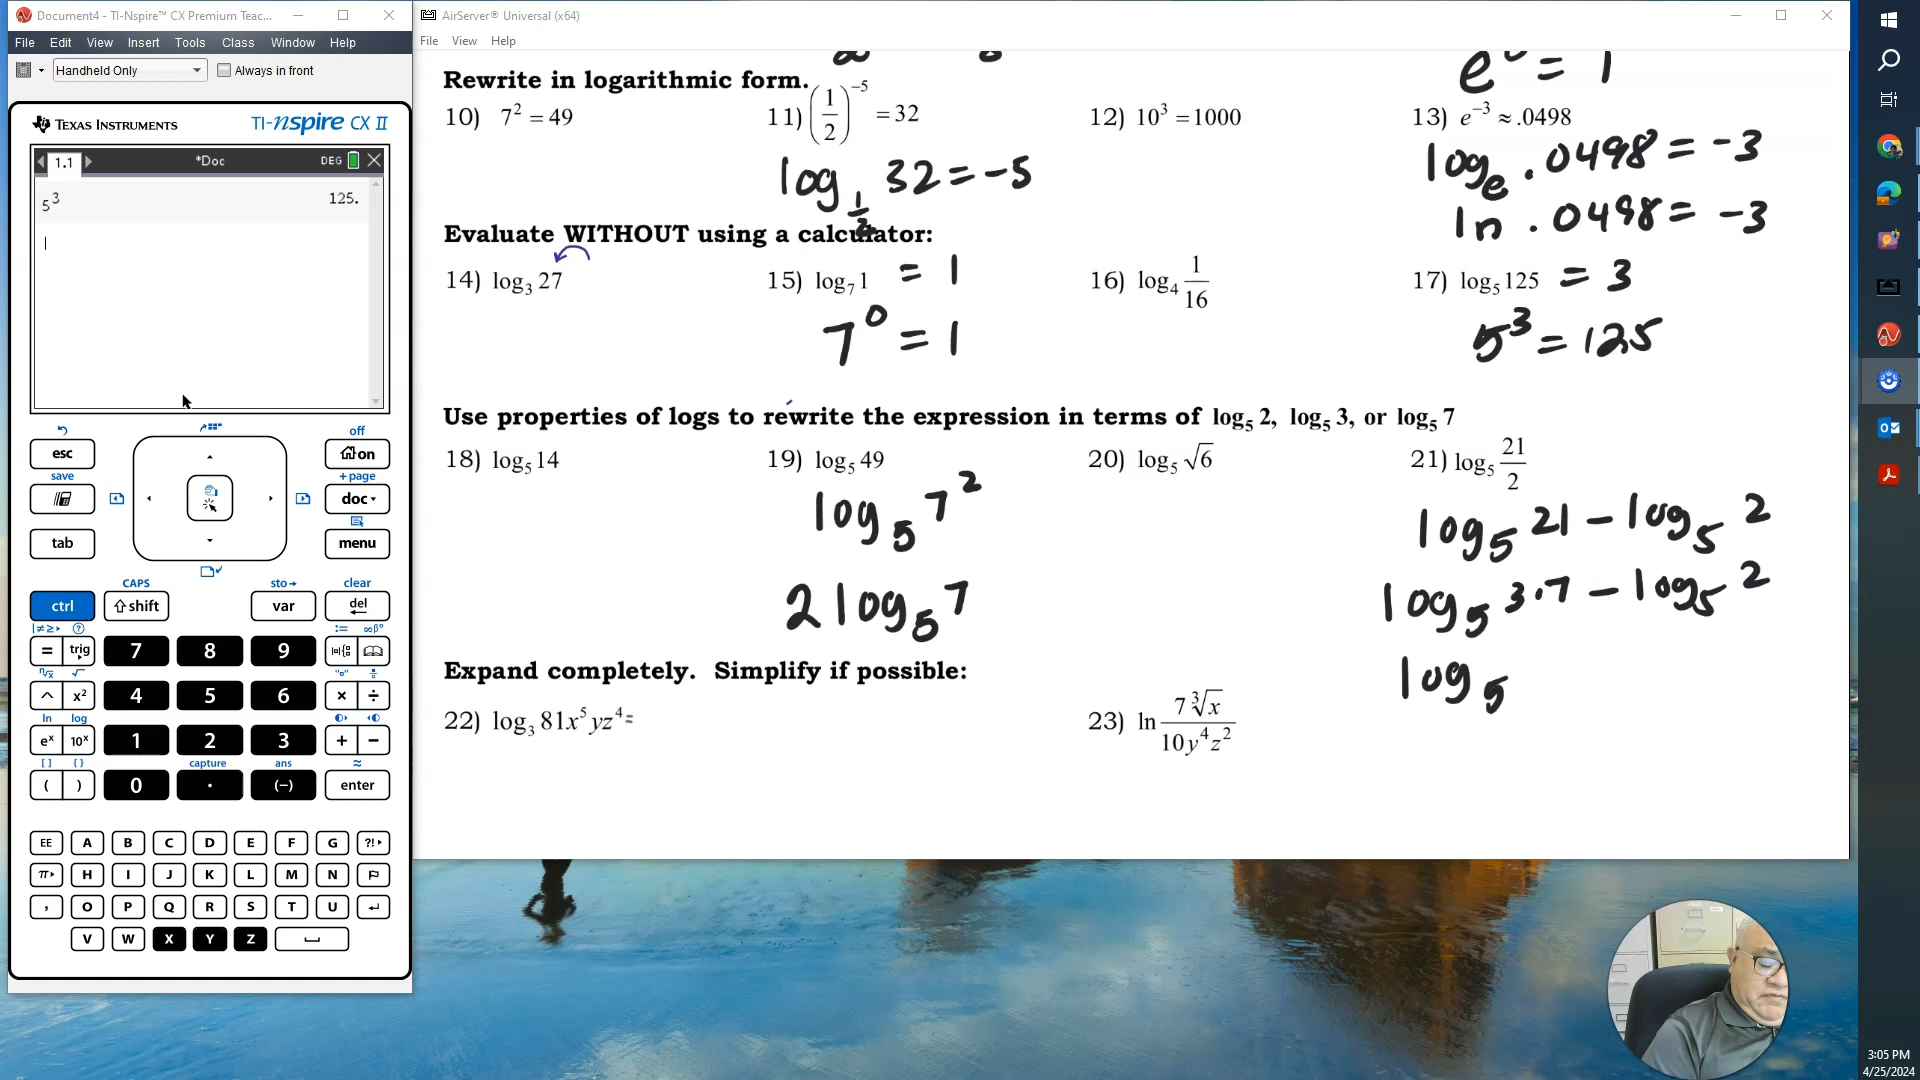 Document4 - TI-Nspire™ CX Premium Teac...
File Edit View Insert Tools Class Window Help
Handheld Only
Always in front
TEXAS INSTRUMENTS TI-nspire CX II
1.1 *Doc DEG
5³ 125.
off
esc on
save + page
doc
tab menu
CAPS sto→ clear
ctrl shift var del
= trig 7 8 9
^ x² 4 5 6 × ÷
ln log
eˣ 10ˣ 1 2 3 + −
[ ] { } capture ans ≈
( ) 0 . (−) enter
EE A B C D E F G ?!
π H I J K L M N
, O P Q R S T U
V W X Y Z
AirServer® Universal (x64)
File View Help
e⁰ = 1
Rewrite in logarithmic form.
10) 7² = 49
11) (1/2)⁻⁵ = 32
12) 10³ = 1000
13) e⁻³ ≈ .0498
log_1/2 32 = -5
log_e .0498 = -3
ln .0498 = -3
Evaluate WITHOUT using a calculator:
14) log₃ 27
15) log₇ 1 = 1
16) log₄ 1/16
17) log₅ 125 = 3
7⁰ = 1
5³ = 125
Use properties of logs to rewrite the expression in terms of log₅ 2, log₅ 3, or log₅ 7
18) log₅ 14
19) log₅ 49
20) log₅ √6
21) log₅ 21/2
log₅ 7²
log₅ 21 − log₅ 2
2 log₅ 7
log₅ 3·7 − log₅ 2
log₅
Expand completely. Simplify if possible:
22) log₃ 81x⁵yz⁴=
23) ln 7∛x/10y⁴z²
3:05 PM
4/25/2024